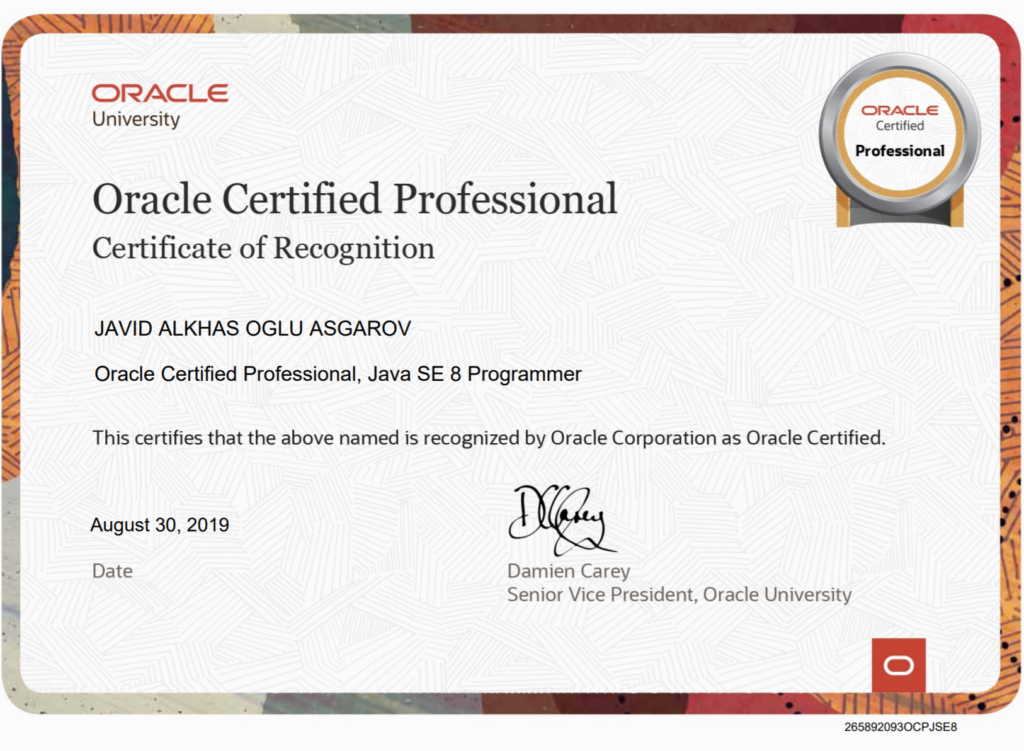 ORACLE
University
ORACLE
Certified
Professional
Oracle Certified Professional
Certificate of Recognition
JAVID ALKHAS OGLU ASGAROV
Oracle Certified Professional, Java SE 8 Programmer
This certifies that the above named is recognized by Oracle Corporation as Oracle Certified.
August 30, 2019
Date
DCarey
Damien Carey
Senior Vice President, Oracle University
265892093OCPJSE8